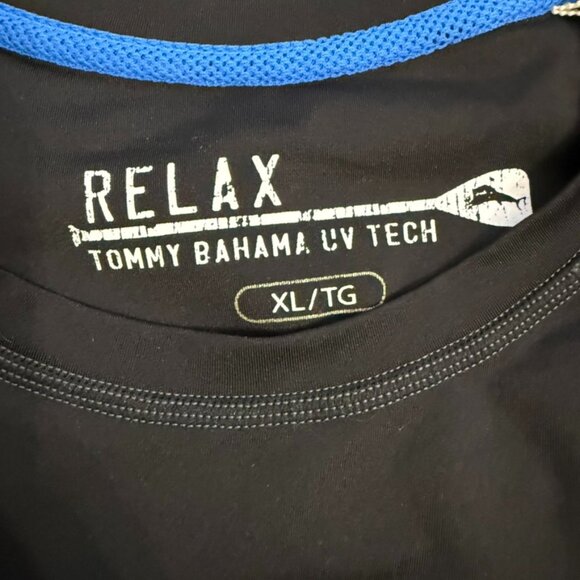 RELAX
TOMMY BAHAMA UV TECH
XL/TG